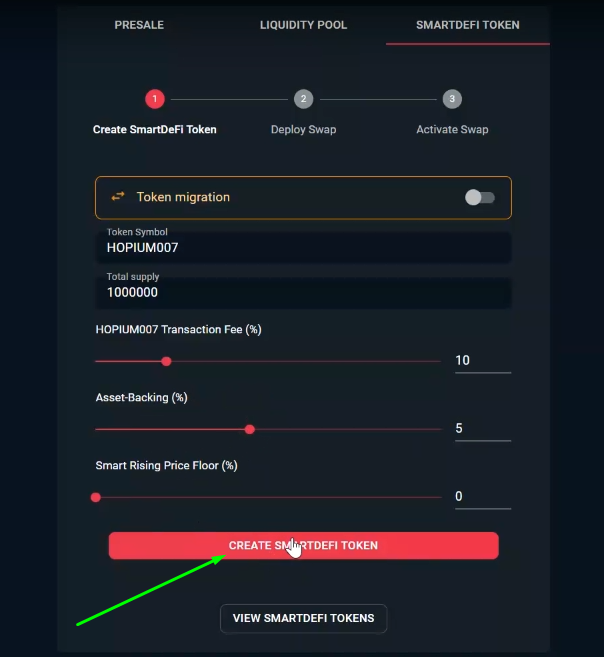 PRESALE LIQUIDITY POOL SMARTDEFI TOKEN
1 2 3
Create SmartDeFi Token Deploy Swap Activate Swap
Token migration
Token Symbol
HOPIUM007
Total supply
1000000
HOPIUM007 Transaction Fee (%)
10
Asset-Backing (%)
5
Smart Rising Price Floor (%)
0
CREATE SMARTDEFI TOKEN
VIEW SMARTDEFI TOKENS